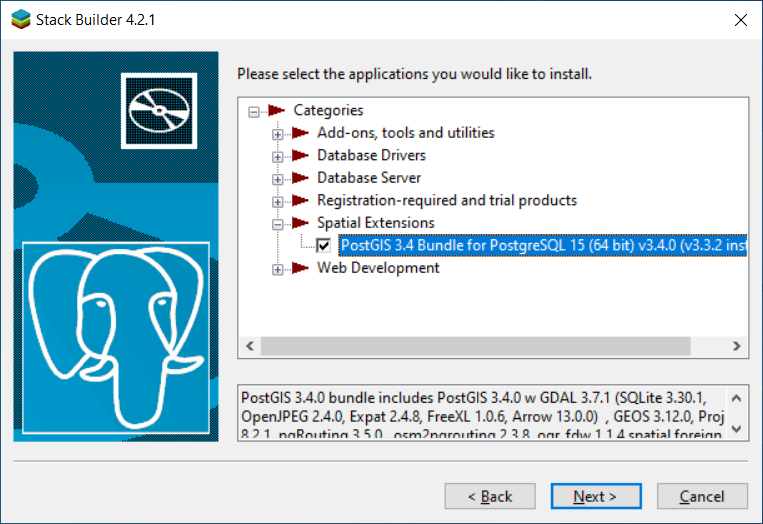 Stack Builder 4.2.1
Please select the applications you would like to install.
Categories
Add-ons, tools and utilities
Database Drivers
Database Server
Registration-required and trial products
Spatial Extensions
PostGIS 3.4 Bundle for PostgreSQL 15 (64 bit) v3.4.0 (v3.3.2 inst
Web Development
PostGIS 3.4.0 bundle includes PostGIS 3.4.0 w GDAL 3.7.1 (SQLite 3.30.1,
OpenJPEG 2.4.0, Expat 2.4.8, FreeXL 1.0.6, Arrow 13.0.0) , GEOS 3.12.0, Proj
8.2.1, pgRouting 3.5.0, osm2pgrouting 2.3.8, ogr_fdw 1.1.4 spatial foreign
< Back
Next >
Cancel